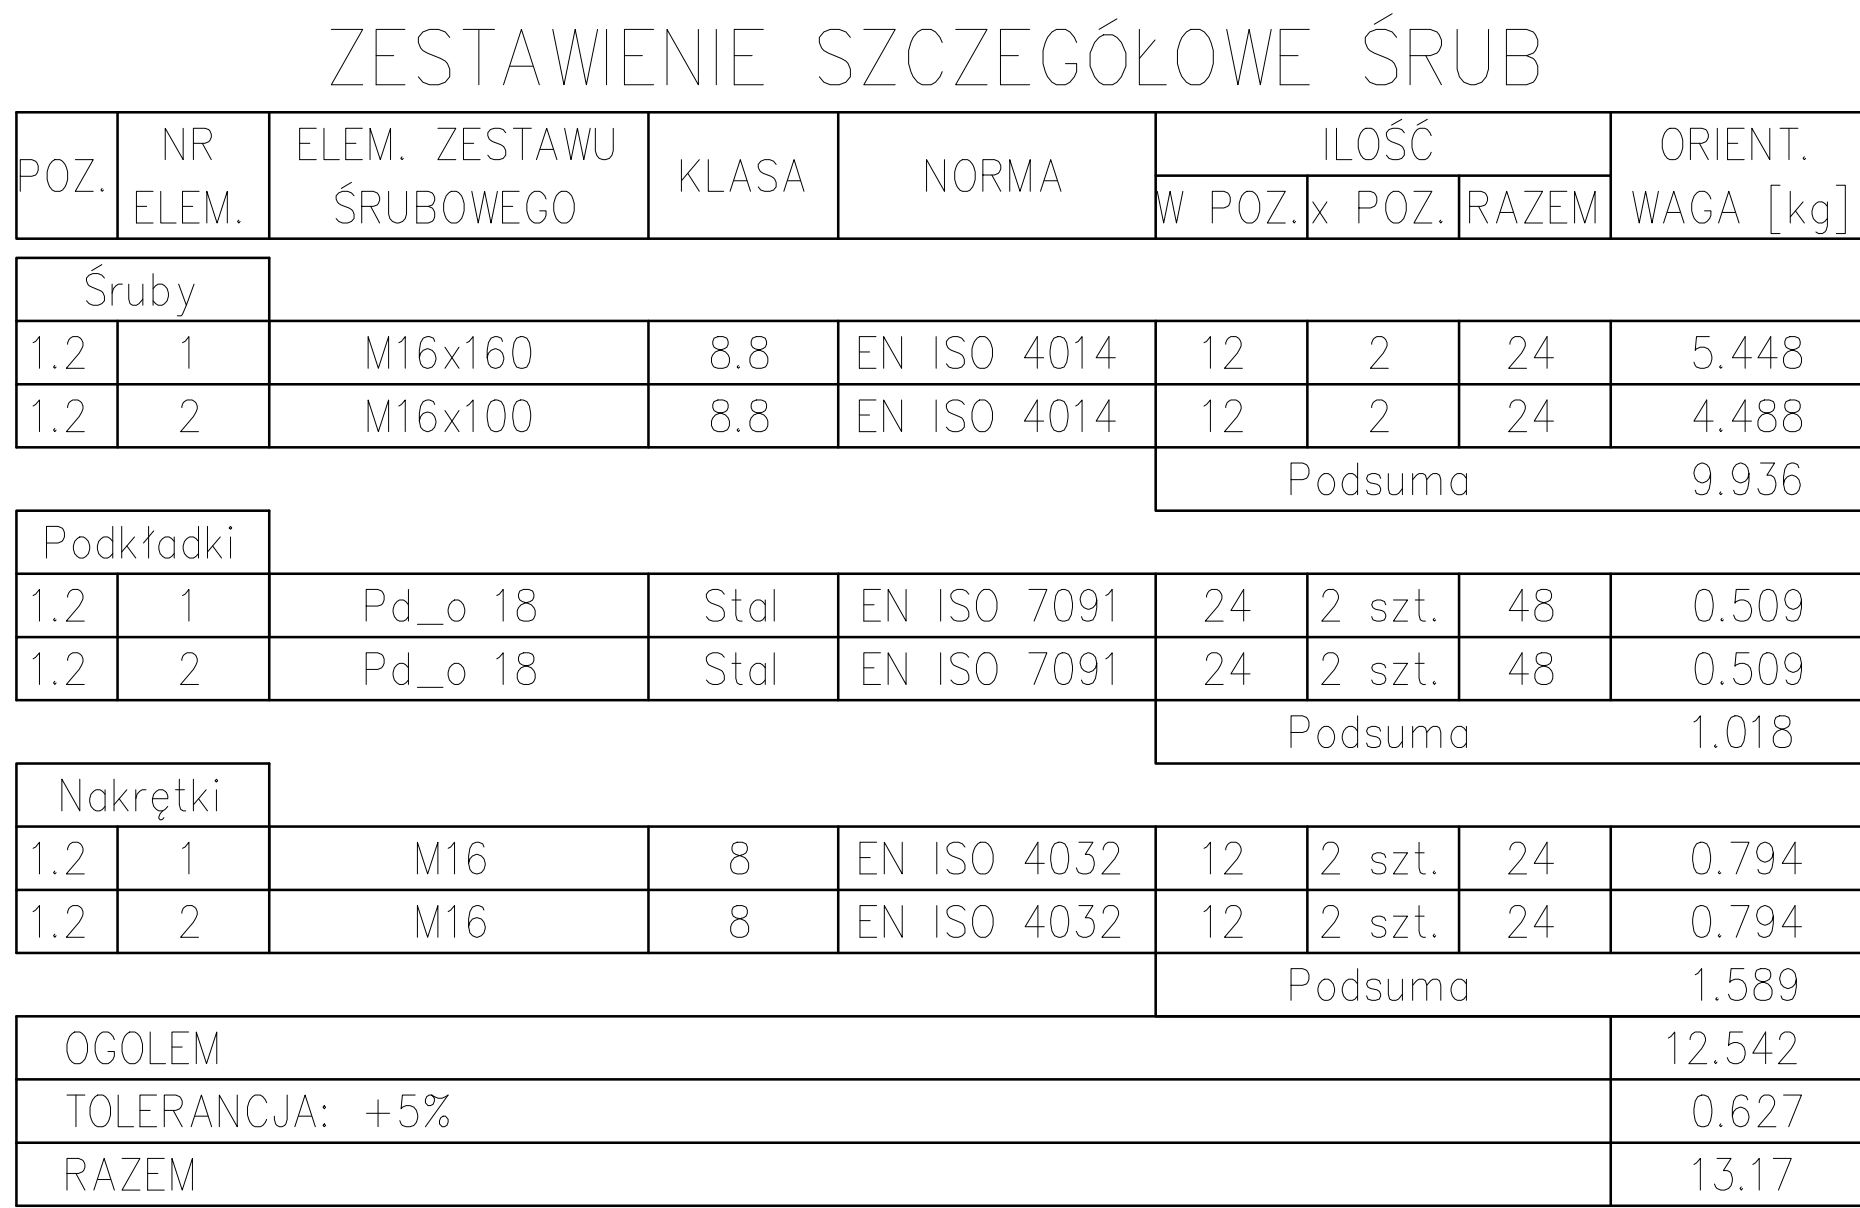 ZESTAWIENIE SZCZEGÓŁOWE ŚRUB
POZ. NR ELEM. ELEM. ZESTAWU ŚRUBOWEGO KLASA NORMA ILOŚĆ ORIENT. WAGA [kg]
W POZ. x POZ. RAZEM
Śruby
1.2 1 M16x160 8.8 EN ISO 4014 12 2 24 5.448
1.2 2 M16x100 8.8 EN ISO 4014 12 2 24 4.488
Podsuma 9.936
Podkładki
1.2 1 Pd_o 18 Stal EN ISO 7091 24 2 szt. 48 0.509
1.2 2 Pd_o 18 Stal EN ISO 7091 24 2 szt. 48 0.509
Podsuma 1.018
Nakrętki
1.2 1 M16 8 EN ISO 4032 12 2 szt. 24 0.794
1.2 2 M16 8 EN ISO 4032 12 2 szt. 24 0.794
Podsuma 1.589
OGOLEM 12.542
TOLERANCJA: +5% 0.627
RAZEM 13.17